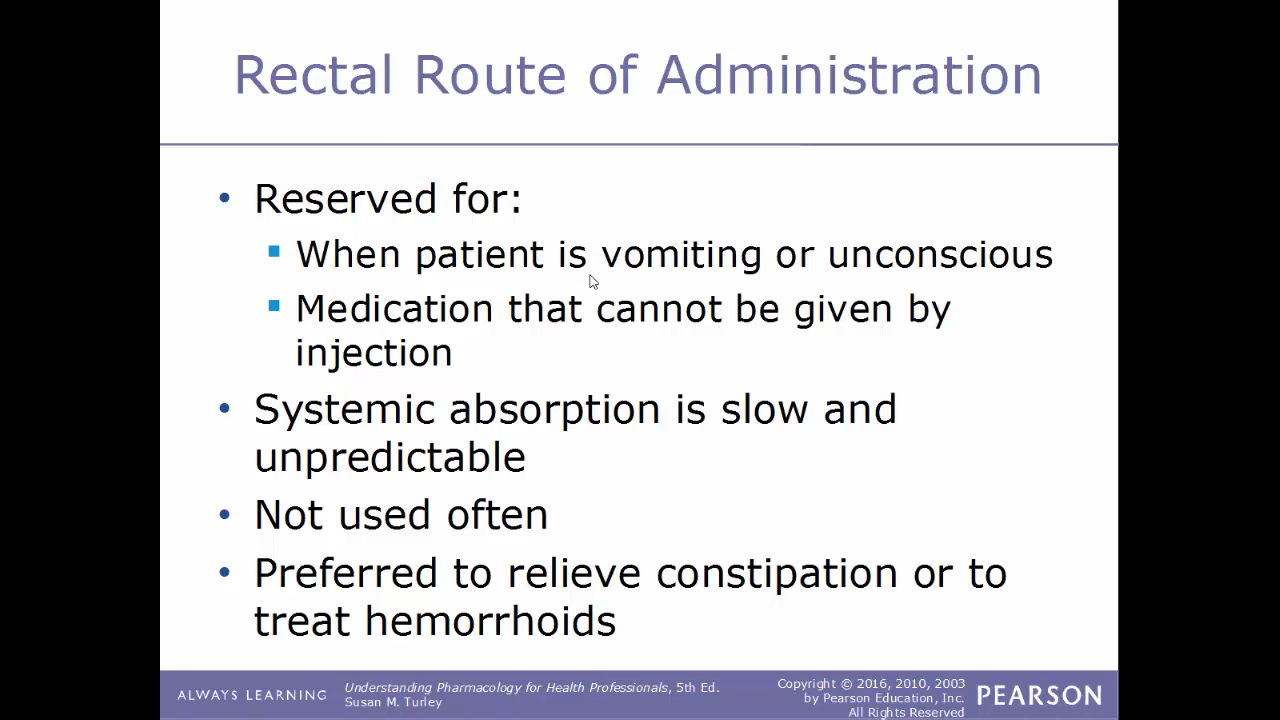 Rectal Route of Administration
• Reserved for:
▪ When patient is vomiting or unconscious
▪ Medication that cannot be given by
injection
• Systemic absorption is slow and
unpredictable
• Not used often
• Preferred to relieve constipation or to
treat hemorrhoids
ALWAYS LEARNING
Understanding Pharmacology for Health Professionals, 5th Ed.
Susan M. Turley
Copyright © 2016, 2010, 2003
by Pearson Education, Inc.
All Rights Reserved
PEARSON